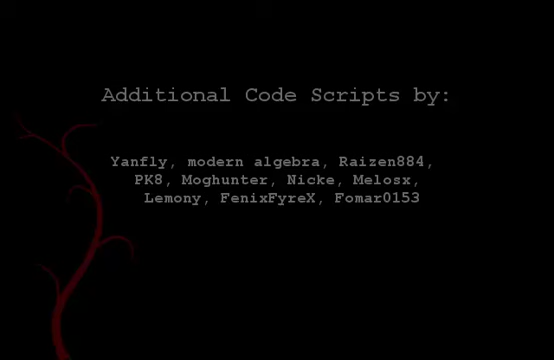 Additional Code Scripts by:
Yanfly, modern algebra, Raizen884,
PK8, Moghunter, Nicke, Melosx,
Lemony, FenixFyreX, Fomar0153